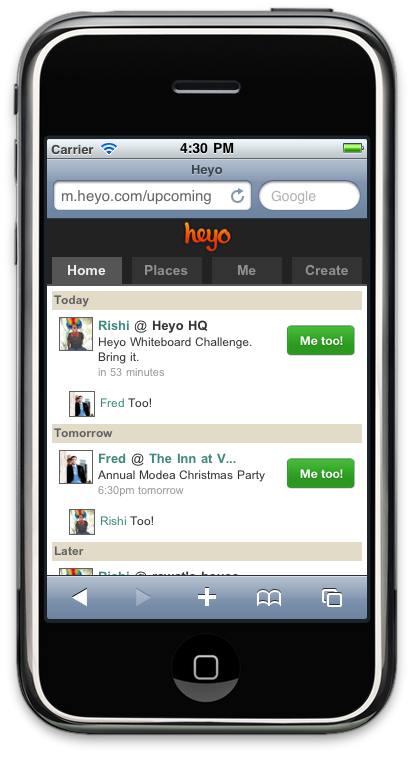 Carrier 4:30 PM
Heyo
m.heyo.com/upcoming Google
heyo
Home Places Me Create
Today
Rishi @ Heyo HQ
Heyo Whiteboard Challenge.
Bring it.
in 53 minutes
Me too!
Fred Too!
Tomorrow
Fred @ The Inn at V...
Annual Modea Christmas Party
6:30pm tomorrow
Me too!
Rishi Too!
Later
Rishi @